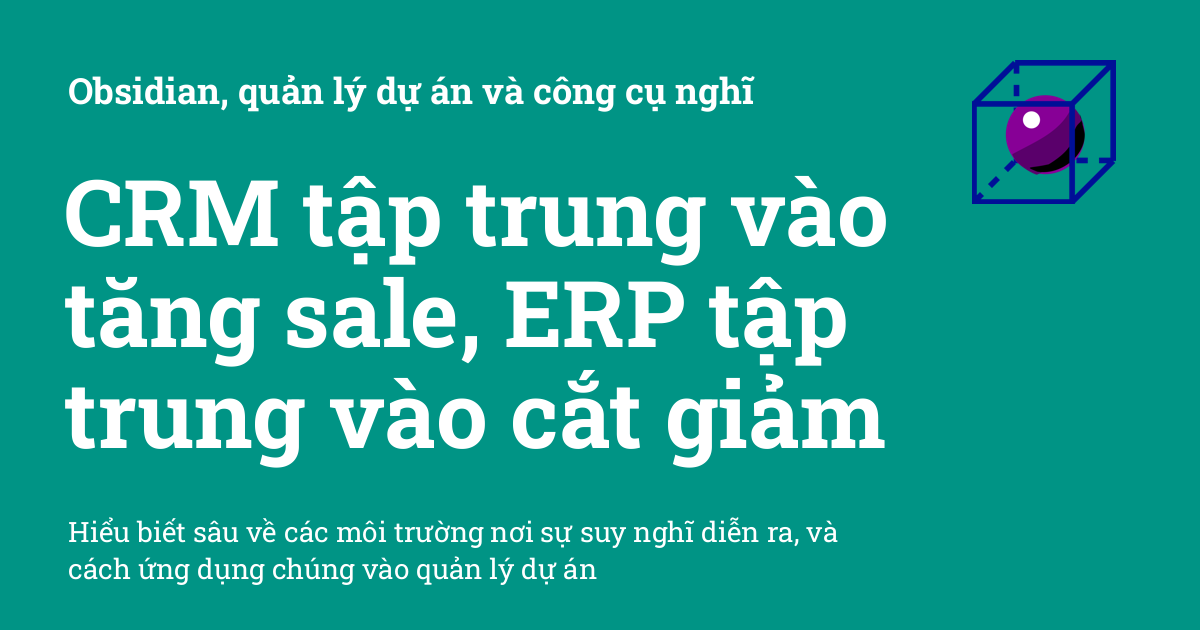 Obsidian, quản lý dự án và công cụ nghĩ
CRM tập trung vào
tăng sale, ERP tập
trung vào cắt giảm
Hiểu biết sâu về các môi trường nơi sự suy nghĩ diễn ra, và
cách ứng dụng chúng vào quản lý dự án